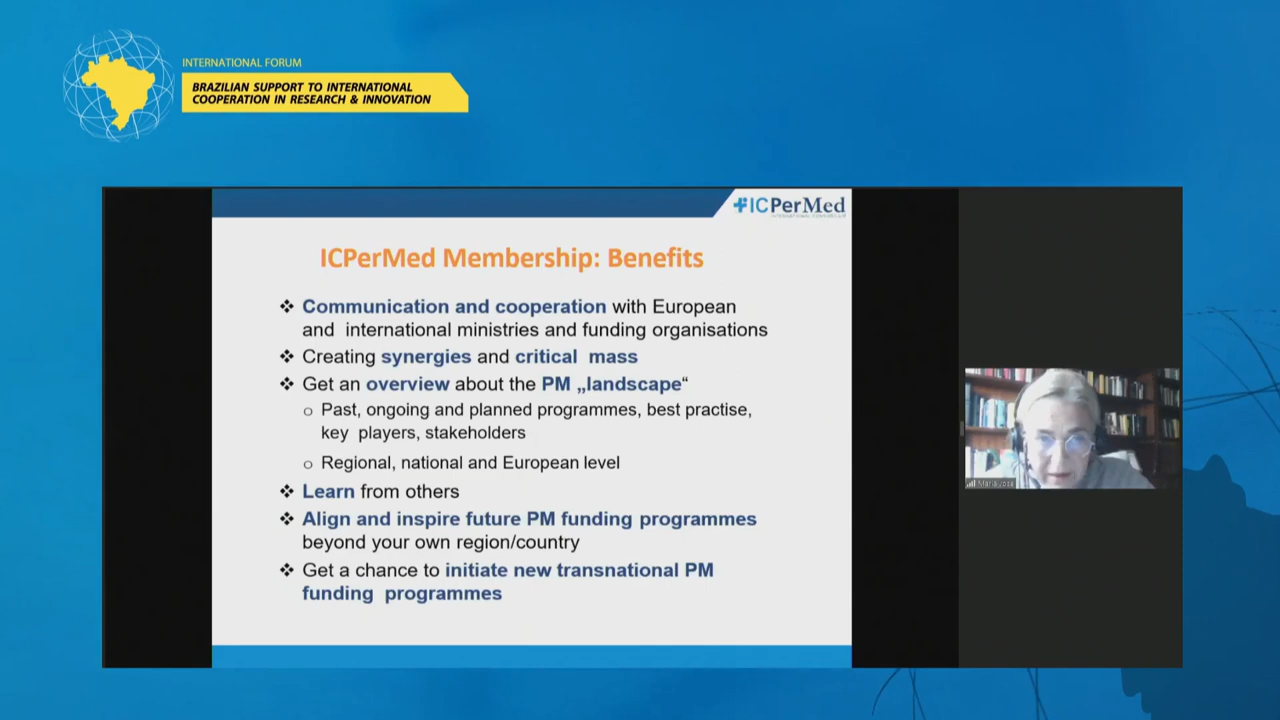 INTERNATIONAL FORUM
BRAZILIAN SUPPORT TO INTERNATIONAL
COOPERATION IN RESEARCH & INNOVATION
ICPerMed
ICPerMed Membership: Benefits
❖ Communication and cooperation with European
and international ministries and funding organisations
❖ Creating synergies and critical mass
❖ Get an overview about the PM „landscape“
o Past, ongoing and planned programmes, best practise,
key players, stakeholders
o Regional, national and European level
❖ Learn from others
❖ Align and inspire future PM funding programmes
beyond your own region/country
❖ Get a chance to initiate new transnational PM
funding programmes